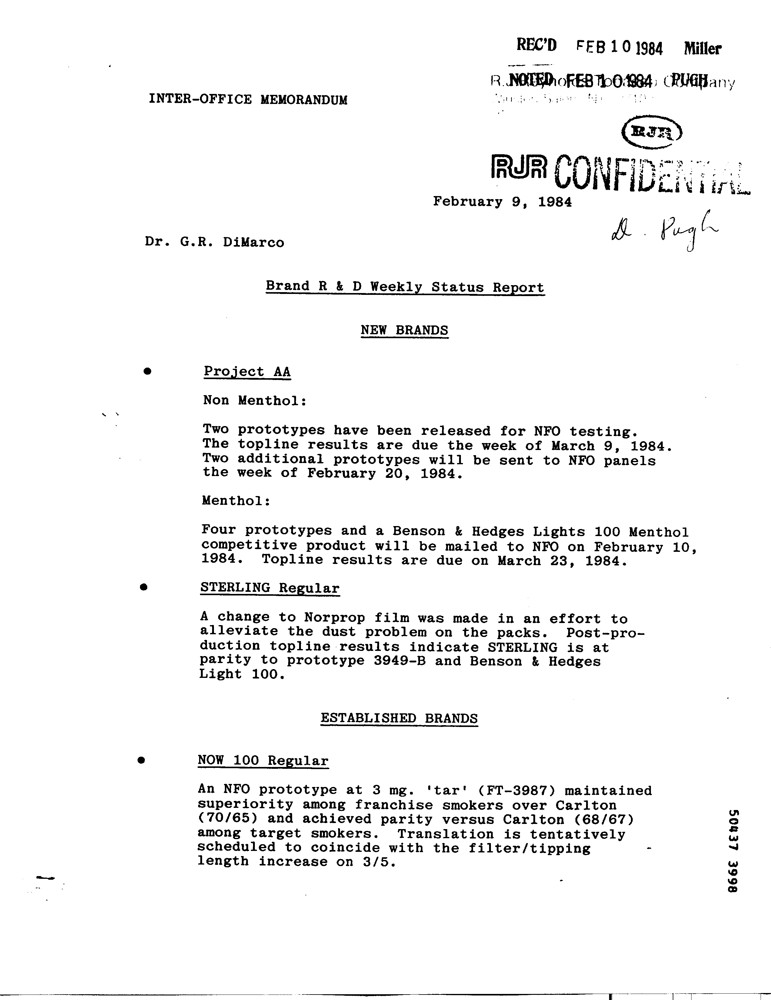 REC'D FEB 10 1984 Miller
NOTED FEB 10 1984 PUGH
INTER-OFFICE MEMORANDUM
RJR
RJR CONFIDENTIAL
February 9, 1984
D. Pugh
Dr. G.R. DiMarco
Brand R & D Weekly Status Report
NEW BRANDS
● Project AA
Non Menthol:
Two prototypes have been released for NFO testing.
The topline results are due the week of March 9, 1984.
Two additional prototypes will be sent to NFO panels
the week of February 20, 1984.
Menthol:
Four prototypes and a Benson & Hedges Lights 100 Menthol
competitive product will be mailed to NFO on February 10,
1984. Topline results are due on March 23, 1984.
● STERLING Regular
A change to Norprop film was made in an effort to
alleviate the dust problem on the packs. Post-pro-
duction topline results indicate STERLING is at
parity to prototype 3949-B and Benson & Hedges
Light 100.
ESTABLISHED BRANDS
● NOW 100 Regular
An NFO prototype at 3 mg. 'tar' (FT-3987) maintained
superiority among franchise smokers over Carlton
(70/65) and achieved parity versus Carlton (68/67)
among target smokers. Translation is tentatively
scheduled to coincide with the filter/tipping
length increase on 3/5.
50437 3998